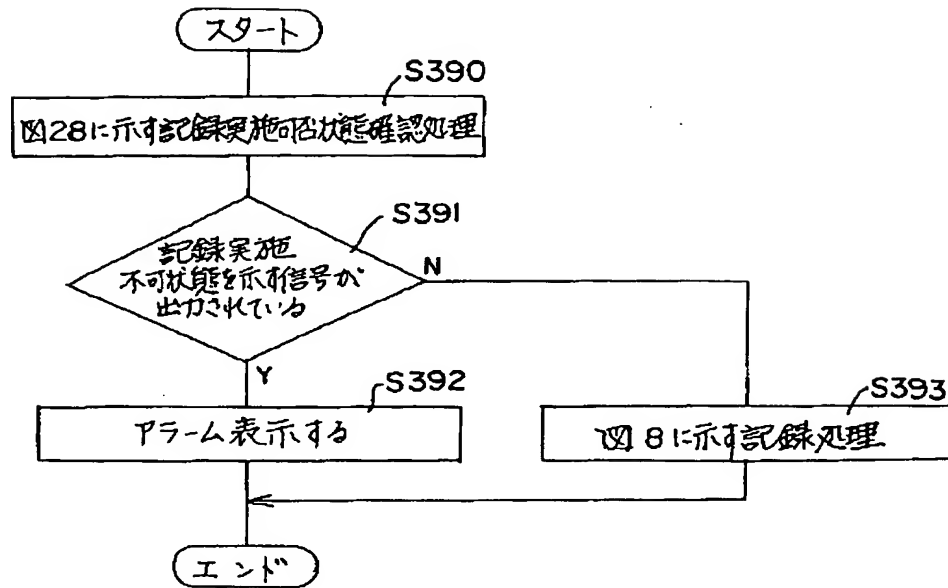 スタート
S390
図28に示す記録実施可否状態確認処理
S391
記録実施
不可状態を示す信号が
出力されている
N
Y
S392
アラーム表示する
S393
図8に示す記録処理
エンド